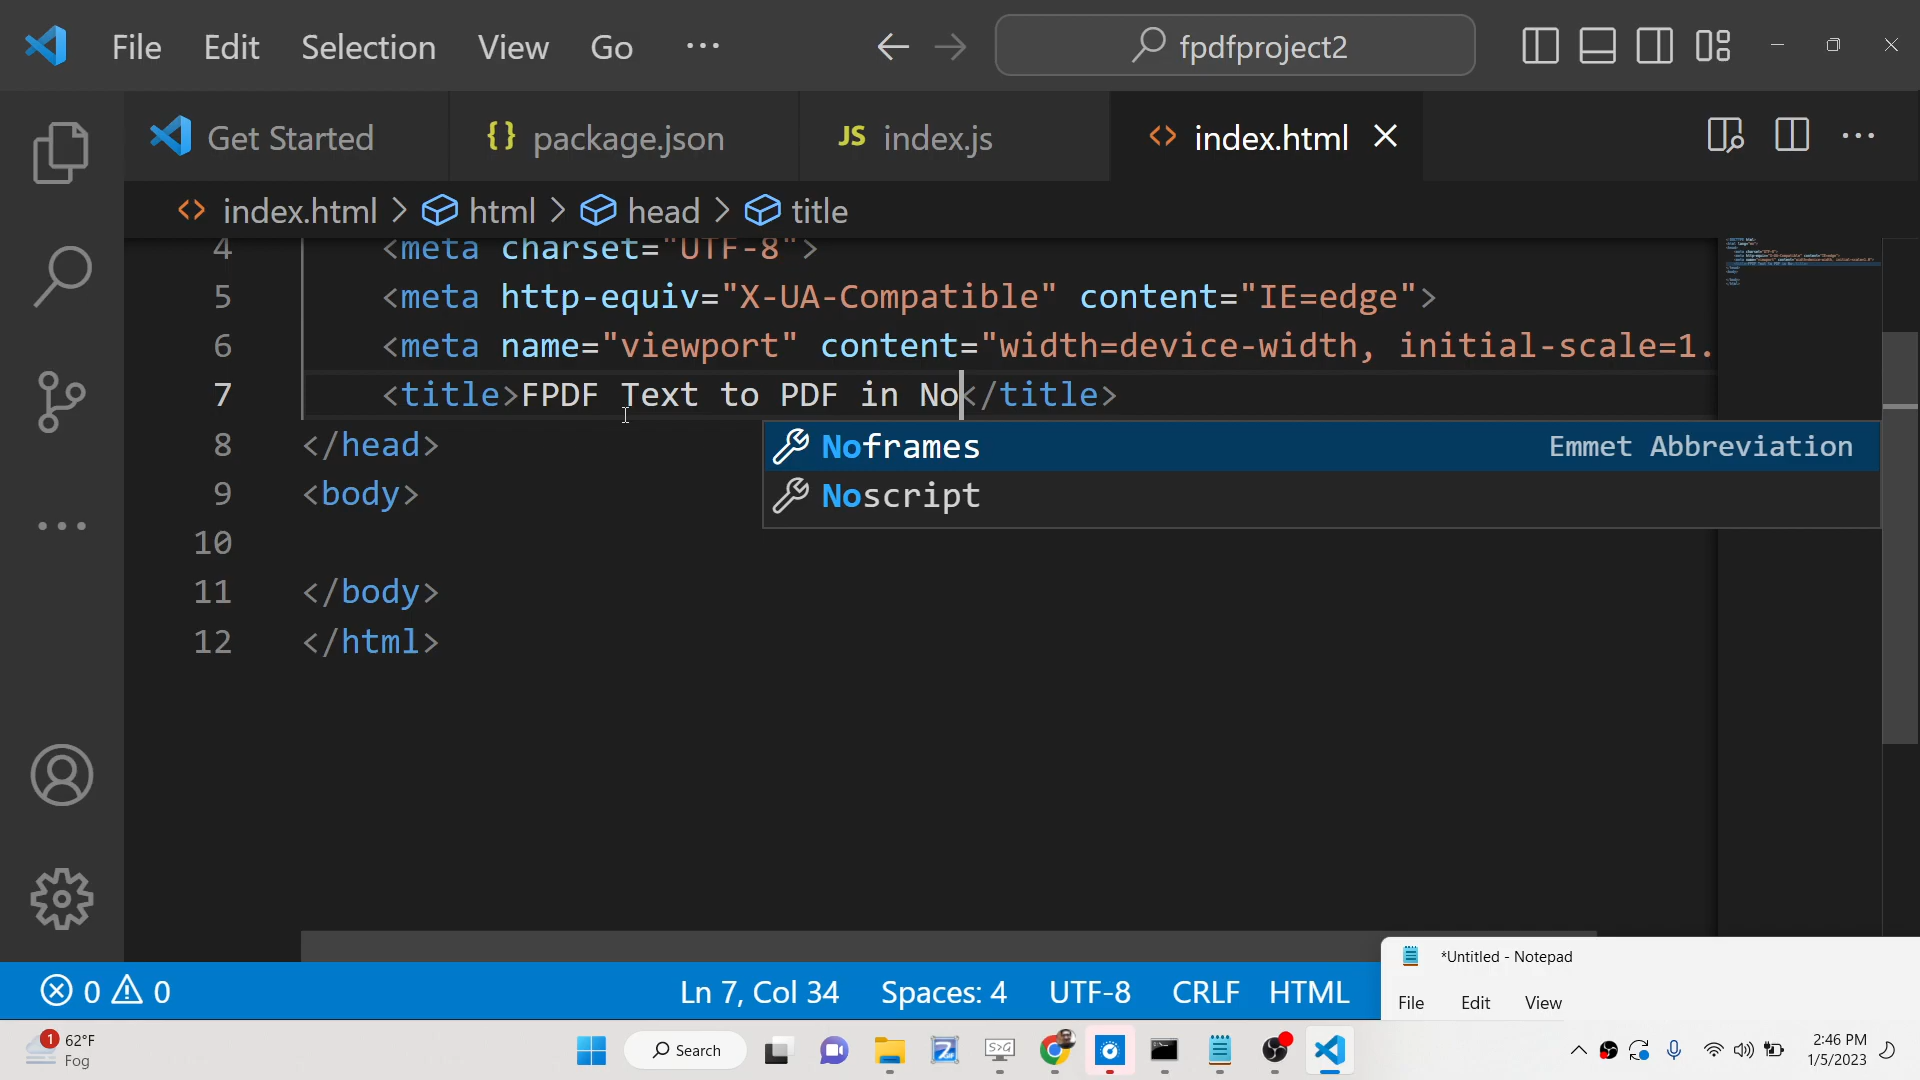 File Edit Selection View Go ... fpdfproject2
Get Started {} package.json JS index.js <> index.html
<> index.html > html > head > title
4 <meta charset="UTF-8">
5 <meta http-equiv="X-UA-Compatible" content="IE=edge">
6 <meta name="viewport" content="width=device-width, initial-scale=1.
7 <title>FPDF Text to PDF in No</title>
Noframes Emmet Abbreviation
Noscript
8 </head>
9 <body>
10
11 </body>
12 </html>
0 0 Ln 7, Col 34 Spaces: 4 UTF-8 CRLF HTML
*Untitled - Notepad
File Edit View
1 62°F
Fog
Search
2:46 PM
1/5/2023